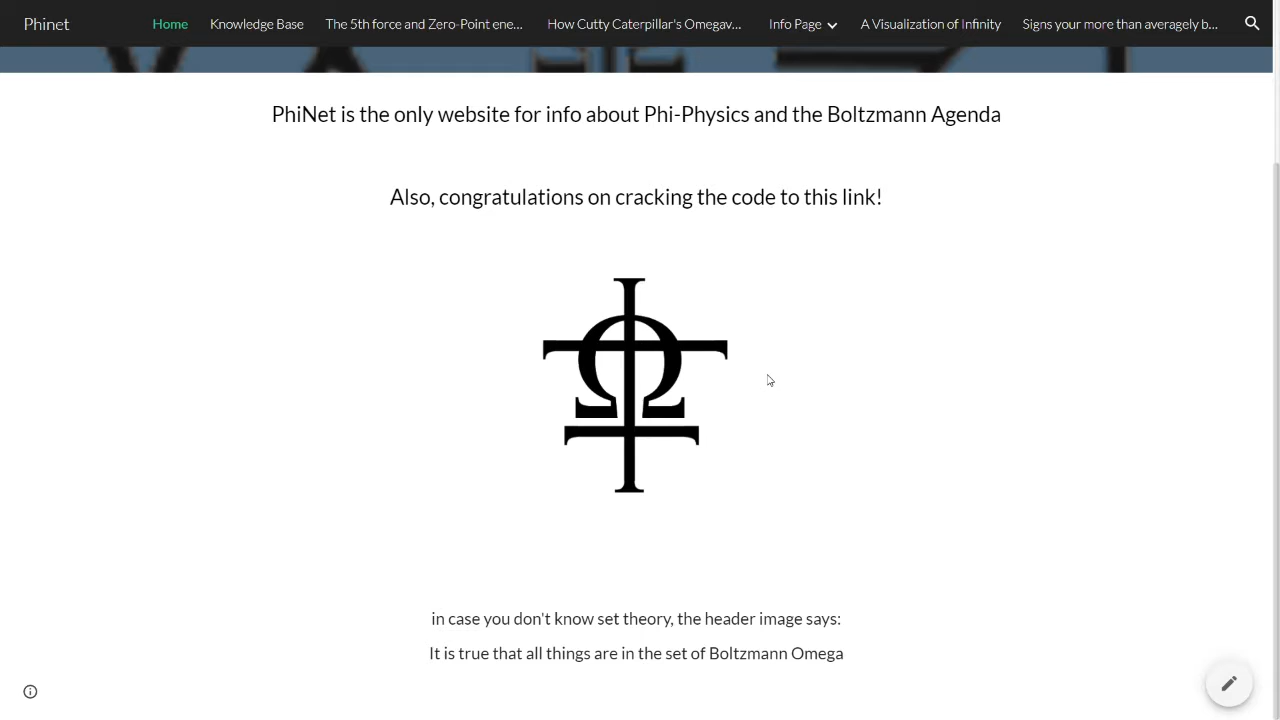 Phinet
Home
Knowledge Base
The 5th force and Zero-Point ene...
How Cutty Caterpillar's Omegav...
Info Page
A Visualization of Infinity
Signs your more than averagely b...
PhiNet is the only website for info about Phi-Physics and the Boltzmann Agenda
Also, congratulations on cracking the code to this link!
in case you don't know set theory, the header image says:
It is true that all things are in the set of Boltzmann Omega